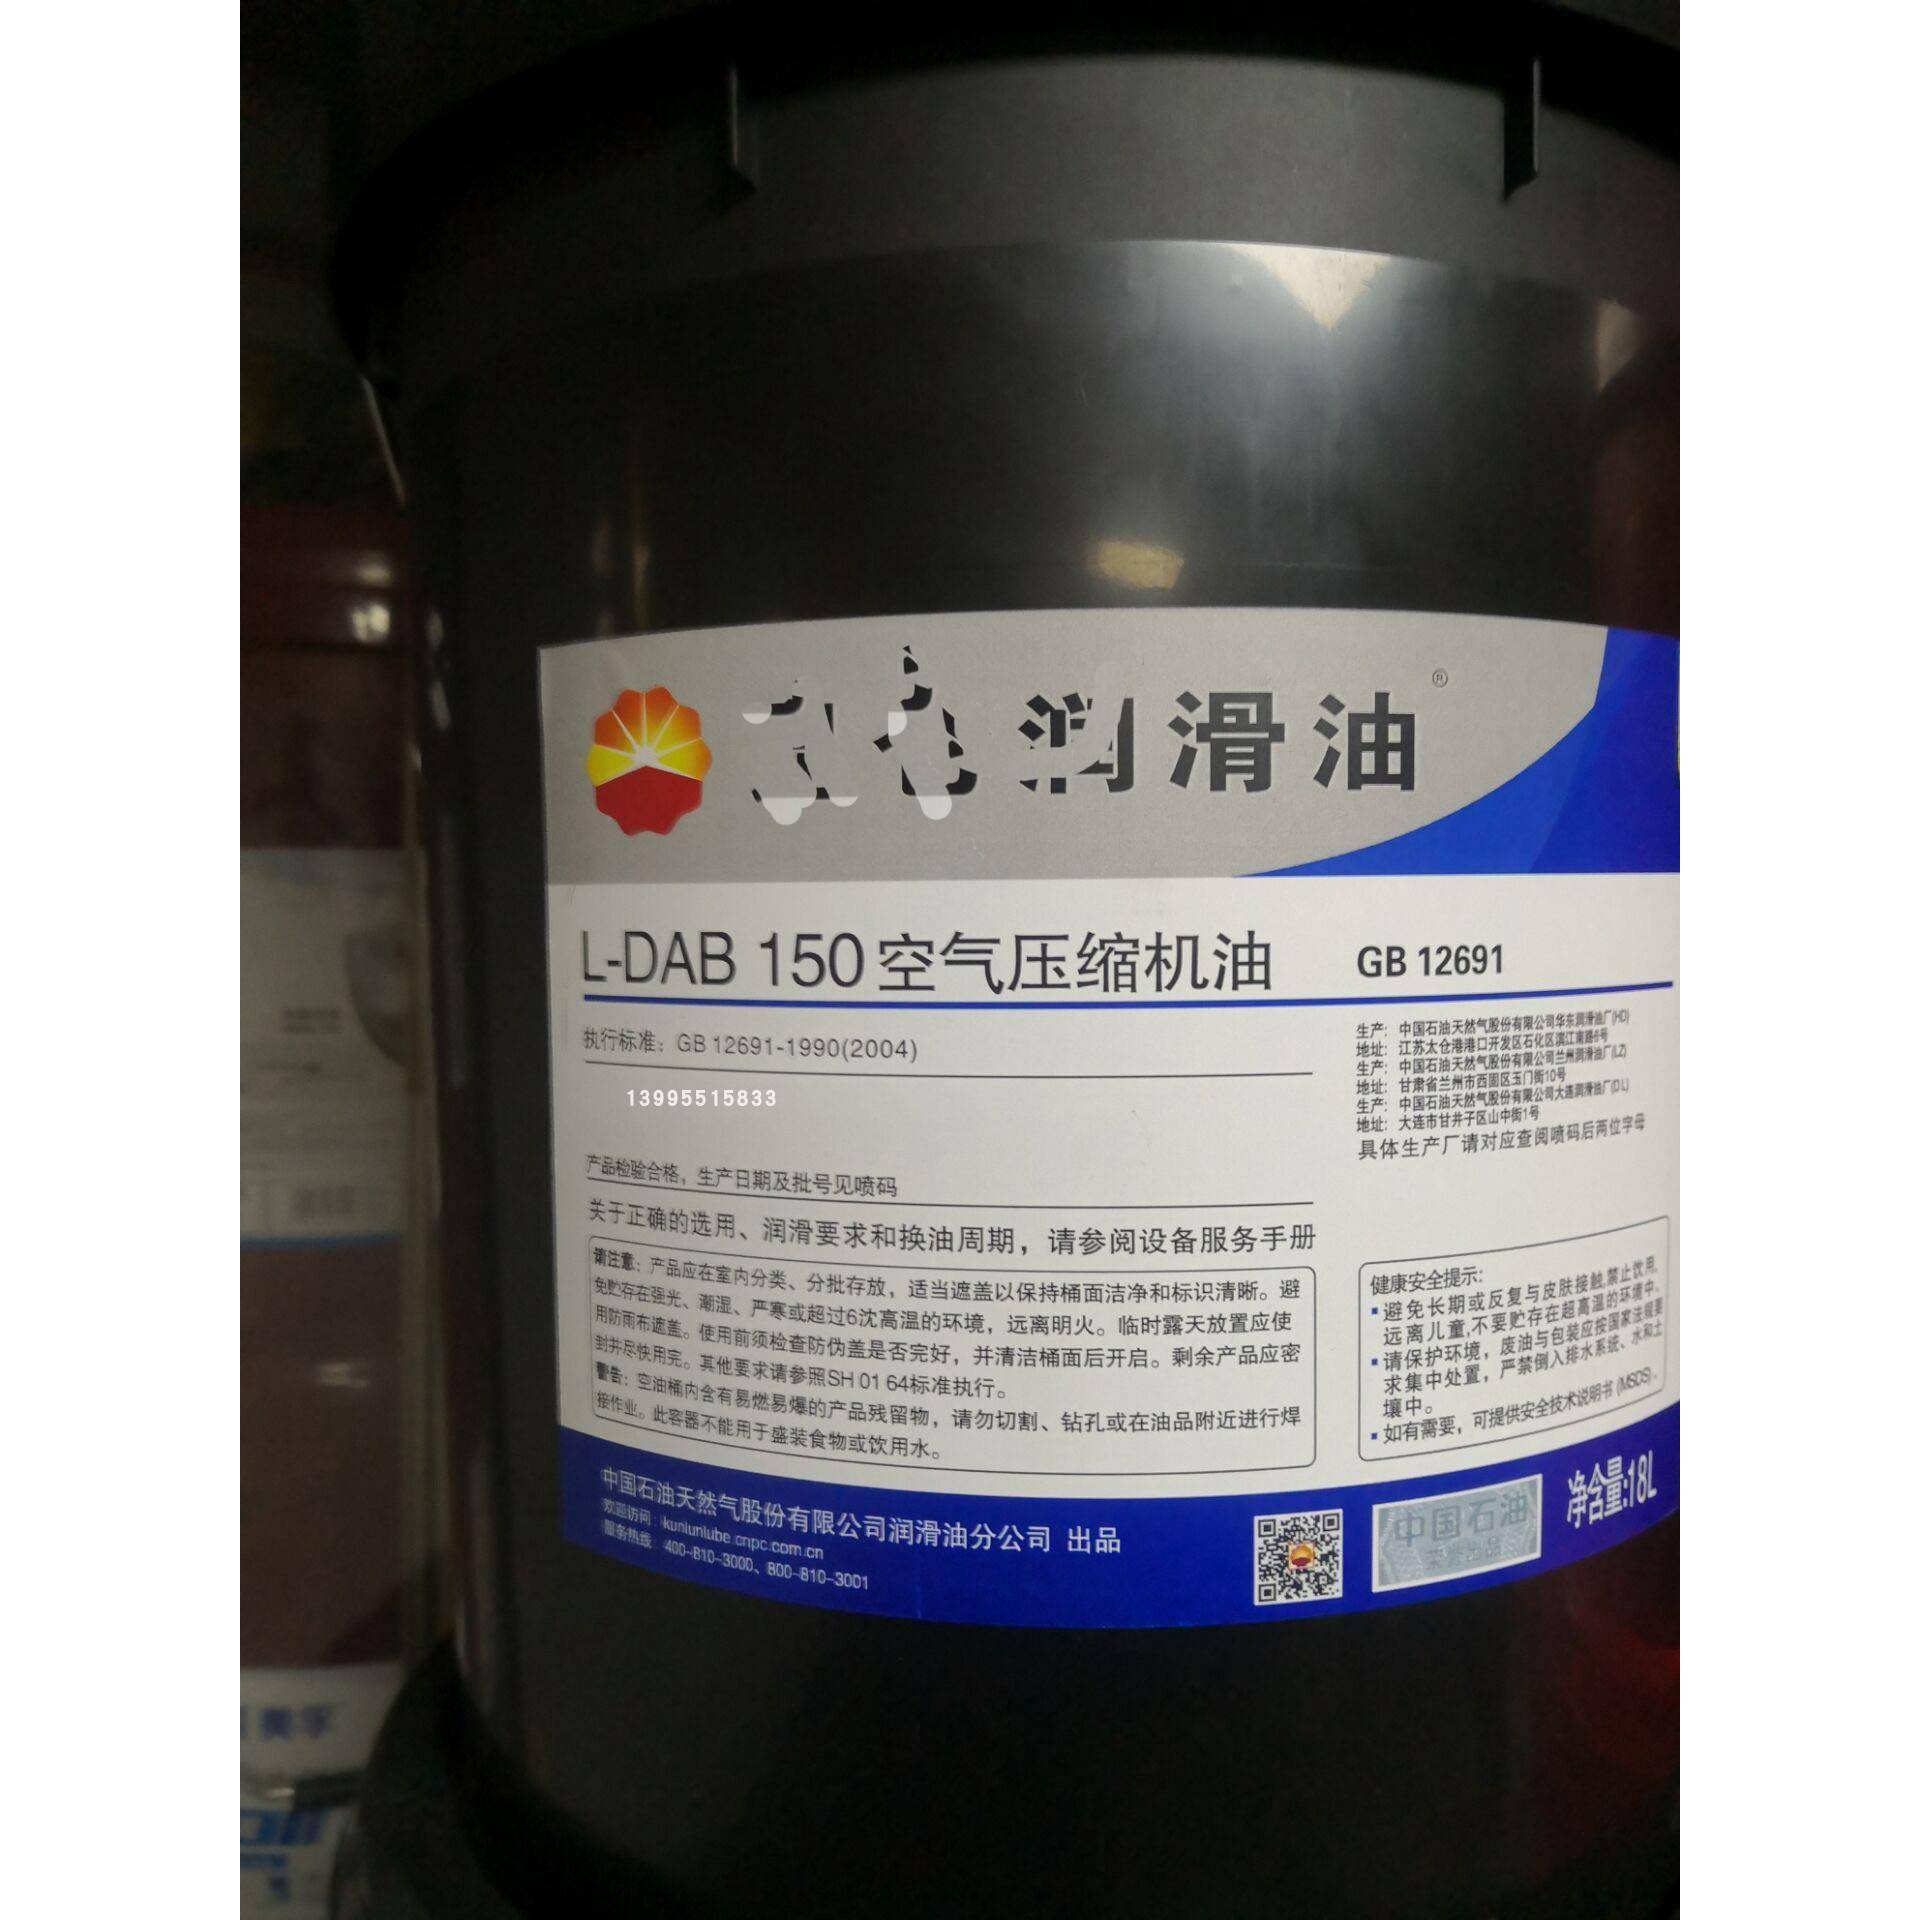 润滑油®
L-DAB 150空气压缩机油
GB 12691
执行标准：GB 12691-1990(2004)
13995515833
产品检验合格，生产日期及批号见喷码
关于正确的选用、润滑要求和换油周期，请参阅设备服务手册
请注意：产品应在室内分类、分批存放，适当遮盖以保持桶面洁净和标识清晰。避
免贮存在强光、潮湿、严寒或超过6沈高温的环境，远离明火。临时露天放置应使
用防雨布遮盖。使用前须检查防伪盖是否完好，并清洁桶面后开启。剩余产品应密
封并尽快用完。其他要求请参照SH 01 64标准执行。
警告：空油桶内含有易燃易爆的产品残留物，请勿切割、钻孔或在油品附近进行焊
接作业。此容器不能用于盛装食物或饮用水。
生产：中国石油天然气股份有限公司华东润滑油厂(HD)
地址：江苏太仓港港口开发区石化区滨江南路6号
生产：中国石油天然气股份有限公司兰州润滑油厂(LZ)
地址：甘肃省兰州市西固区玉门街10号
生产：中国石油天然气股份有限公司大连润滑油厂(DL)
地址：大连市甘井子区山中街1号
具体生产厂请对应查阅喷码后两位字母
健康安全提示：
▪避免长期或反复与皮肤接触,禁止饮用,
远离儿童,不要贮存在超高温的环境中。
▪请保护环境，废油与包装应按国家法规要
求集中处置，严禁倒入排水系统、水和土
壤中。
▪如有需要，可提供安全技术说明书(MSDS)。
中国石油天然气股份有限公司润滑油分公司 出品
欢迎访问：kunlunlube.cnpc.com.cn
服务热线：400-810-3000、800-810-3001
中国石油
荣誉出品
净含量:18L
美孚